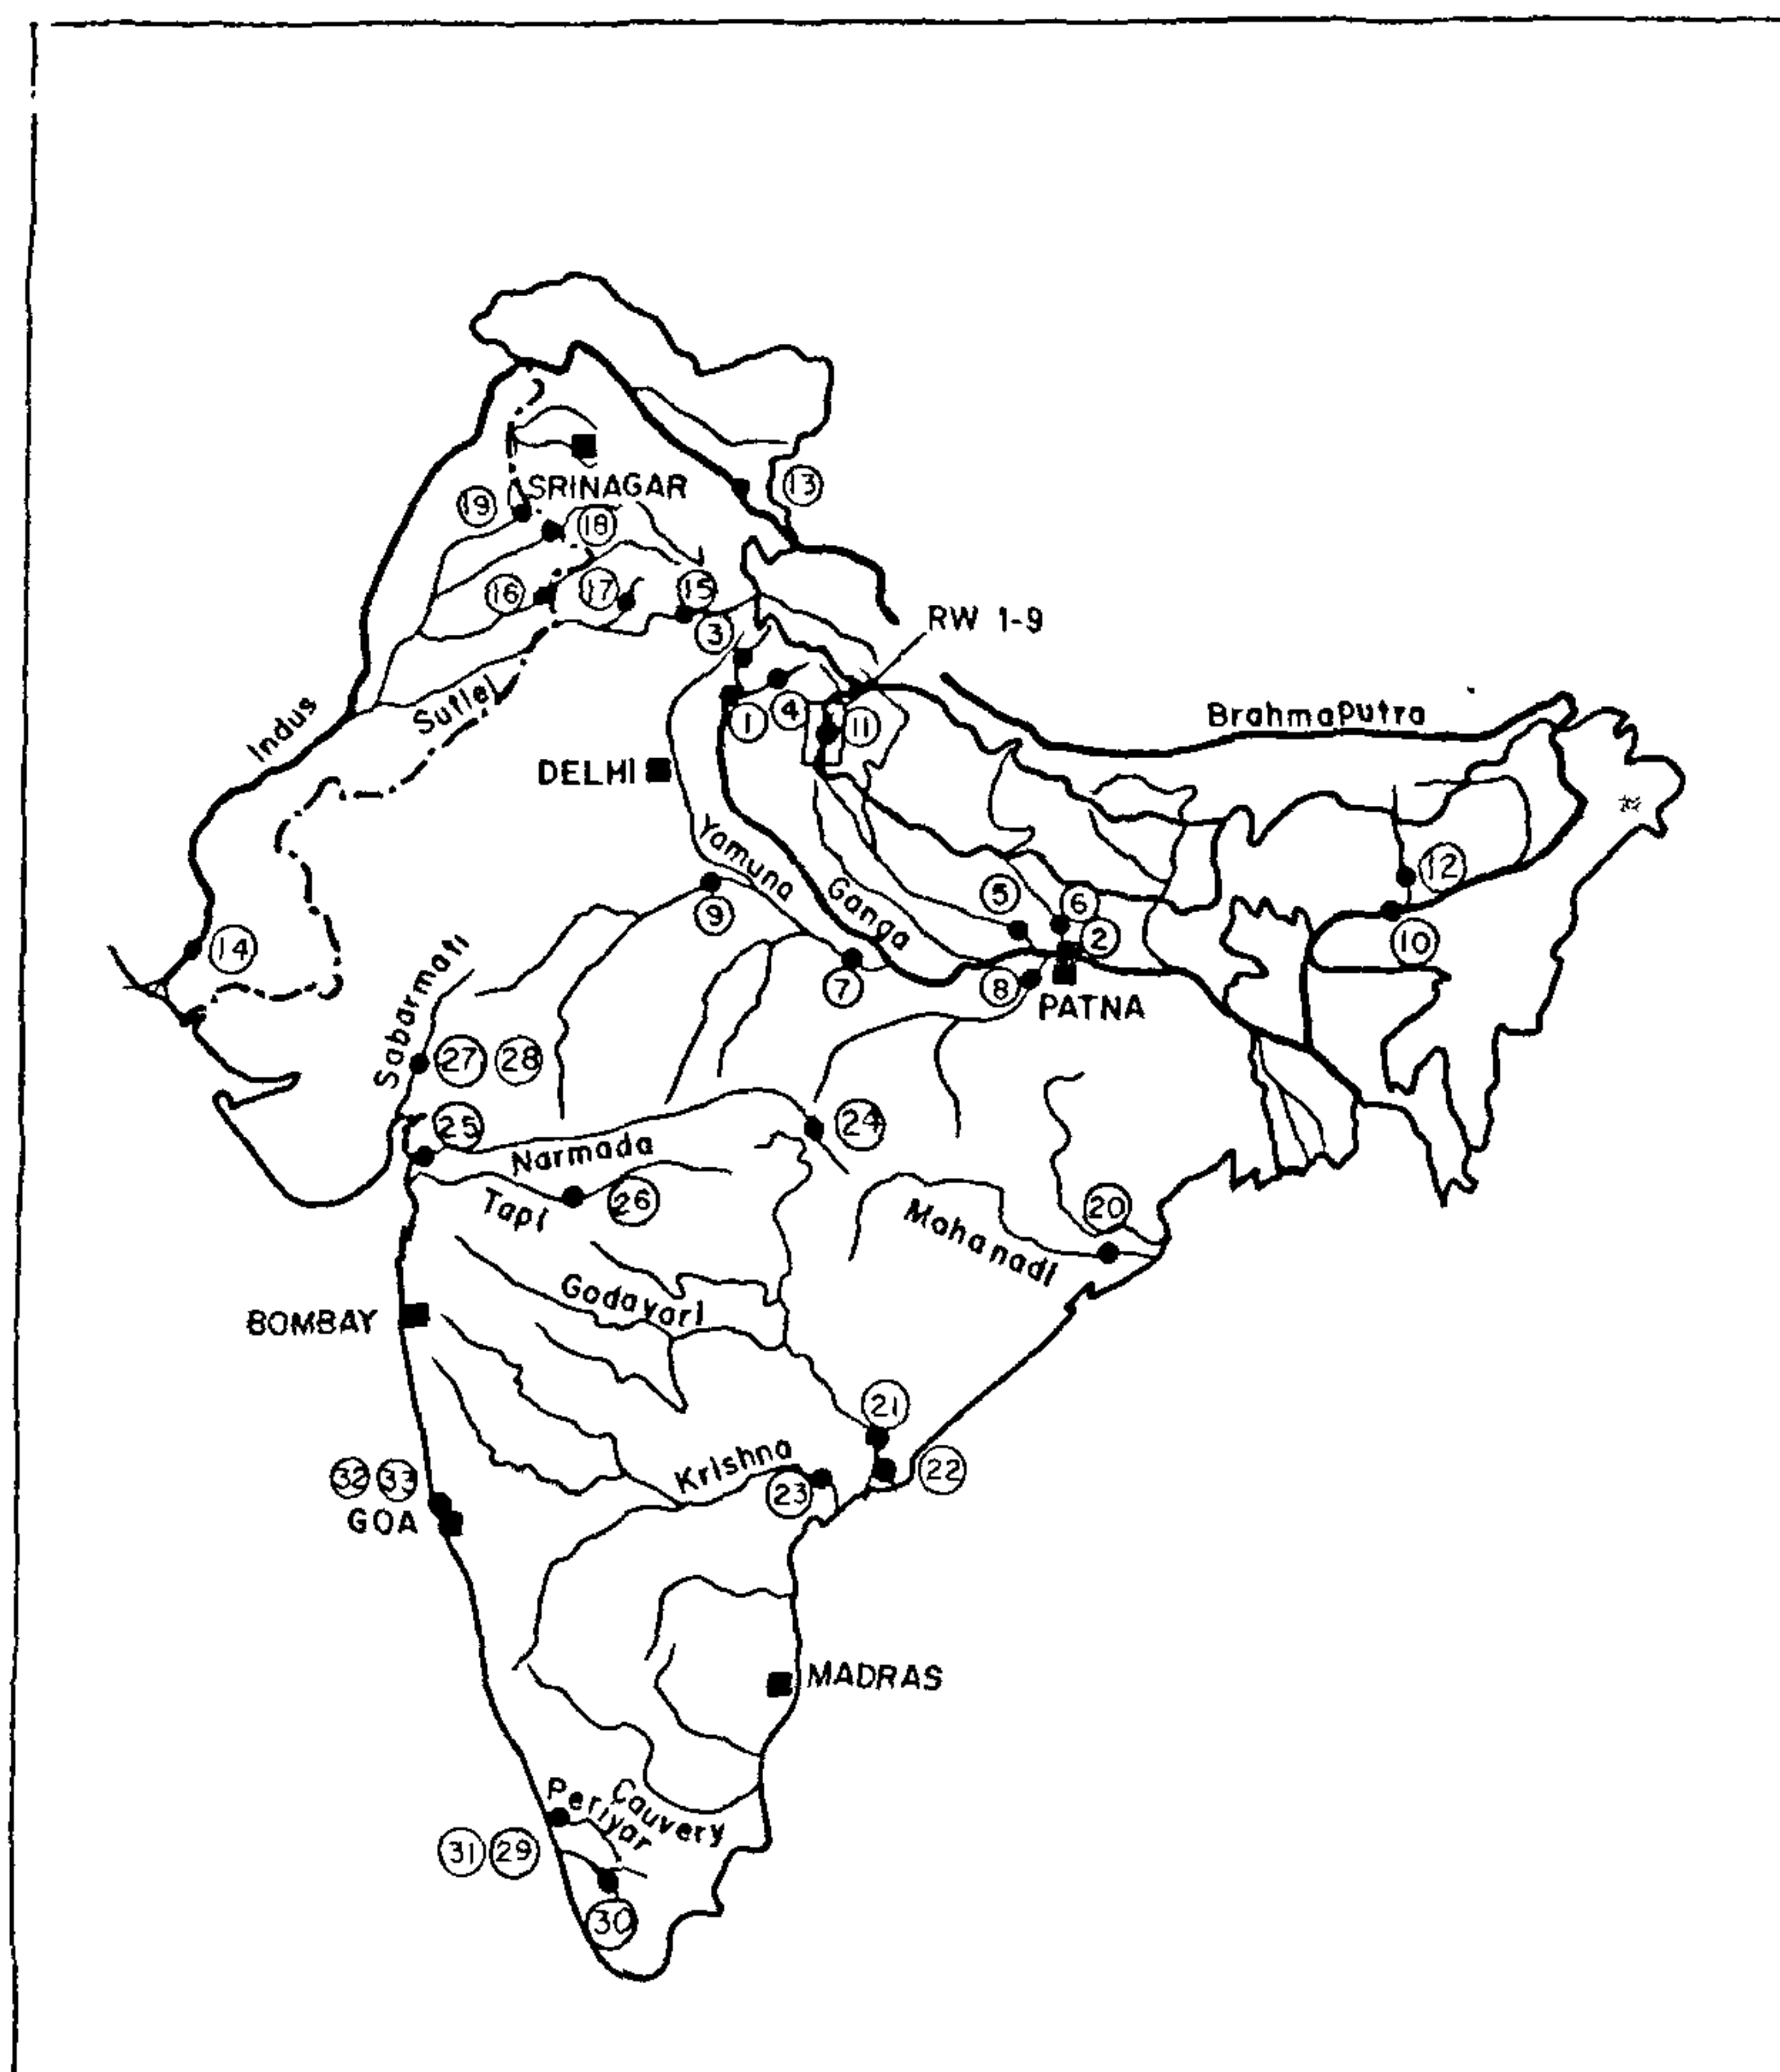 13
SRINAGAR
19
18
16
17
15
3
RW 1-9
Indus
Sutlej
1
4
11
Brahmaputra
DELHI
Yamuna
Ganga
12
5
6
9
2
10
14
Sabarmati
7
8
PATNA
27 28
25
24
Narmada
Tapi
26
Mahanadi
20
Godavari
BOMBAY
21
Krishna
22
32 33
23
GOA
MADRAS
Periyar
Cauvery
31 29
30